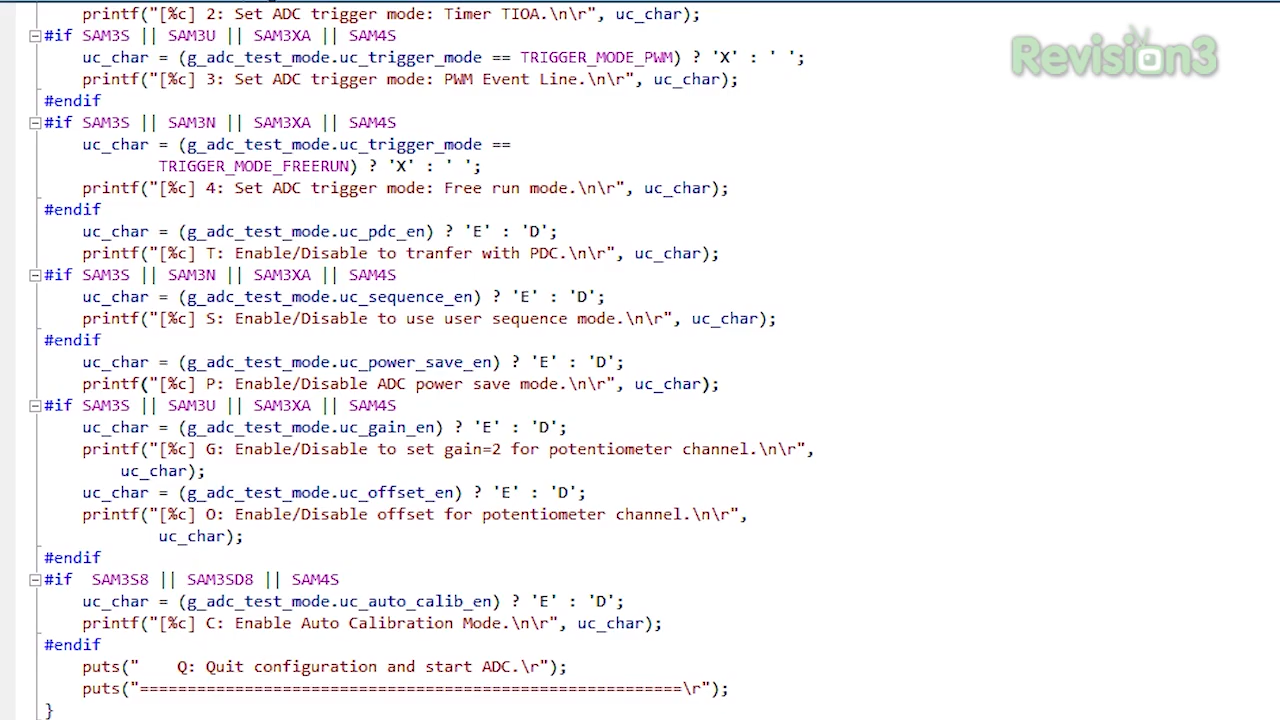 printf("[%c] 2: Set ADC trigger mode: Timer TIOA.\n\r", uc_char);
#if SAM3S || SAM3U || SAM3XA || SAM4S
uc_char = (g_adc_test_mode.uc_trigger_mode == TRIGGER_MODE_PWM) ? 'X' : ' ';
printf("[%c] 3: Set ADC trigger mode: PWM Event Line.\n\r", uc_char);
#endif
#if SAM3S || SAM3N || SAM3XA || SAM4S
uc_char = (g_adc_test_mode.uc_trigger_mode ==
TRIGGER_MODE_FREERUN) ? 'X' : ' ';
printf("[%c] 4: Set ADC trigger mode: Free run mode.\n\r", uc_char);
#endif
uc_char = (g_adc_test_mode.uc_pdc_en) ? 'E' : 'D';
printf("[%c] T: Enable/Disable to tranfer with PDC.\n\r", uc_char);
#if SAM3S || SAM3N || SAM3XA || SAM4S
uc_char = (g_adc_test_mode.uc_sequence_en) ? 'E' : 'D';
printf("[%c] S: Enable/Disable to use user sequence mode.\n\r", uc_char);
#endif
uc_char = (g_adc_test_mode.uc_power_save_en) ? 'E' : 'D';
printf("[%c] P: Enable/Disable ADC power save mode.\n\r", uc_char);
#if SAM3S || SAM3U || SAM3XA || SAM4S
uc_char = (g_adc_test_mode.uc_gain_en) ? 'E' : 'D';
printf("[%c] G: Enable/Disable to set gain=2 for potentiometer channel.\n\r",
uc_char);
uc_char = (g_adc_test_mode.uc_offset_en) ? 'E' : 'D';
printf("[%c] O: Enable/Disable offset for potentiometer channel.\n\r",
uc_char);
#endif
#if  SAM3S8 || SAM3SD8 || SAM4S
uc_char = (g_adc_test_mode.uc_auto_calib_en) ? 'E' : 'D';
printf("[%c] C: Enable Auto Calibration Mode.\n\r", uc_char);
#endif
puts("    Q: Quit configuration and start ADC.\r");
puts("=========================================================\r");
}
Revision3